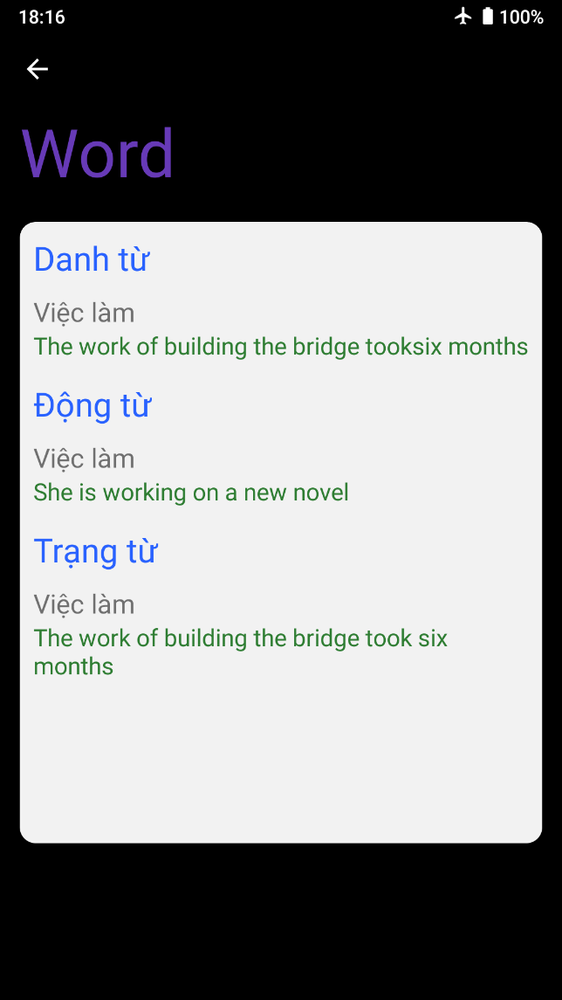 18:16
100%
Word
Danh từ
Việc làm
The work of building the bridge tooksix months
Động từ
Việc làm
She is working on a new novel
Trạng từ
Việc làm
The work of building the bridge took six
months